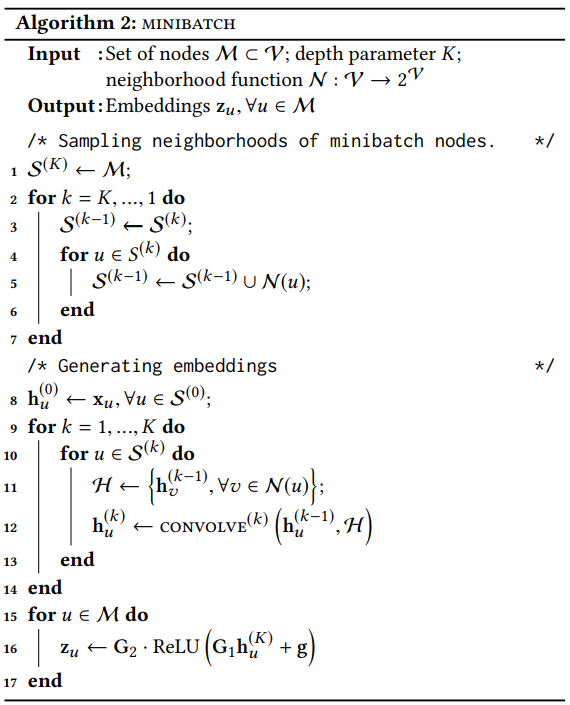 Algorithm 2: MINIBATCH
Input :Set of nodes ℳ ⊂ 𝒱; depth parameter K;
neighborhood function 𝒩 : 𝒱 → 2^𝒱
Output: Embeddings z_u, ∀u ∈ ℳ
/* Sampling neighborhoods of minibatch nodes. */
1 𝒮^(K) ← ℳ;
2 for k = K, ..., 1 do
3 𝒮^(k−1) ← 𝒮^(k);
4 for u ∈ S^(k) do
5 𝒮^(k−1) ← 𝒮^(k−1) ∪ 𝒩(u);
6 end
7 end
/* Generating embeddings */
8 h_u^(0) ← x_u, ∀u ∈ 𝒮^(0);
9 for k = 1, ..., K do
10 for u ∈ 𝒮^(k) do
11 ℋ ← {h_v^(k−1), ∀v ∈ 𝒩(u)};
12 h_u^(k) ← CONVOLVE^(k) (h_u^(k−1), ℋ)
13 end
14 end
15 for u ∈ ℳ do
16 z_u ← G_2 · ReLU (G_1 h_u^(K) + g)
17 end